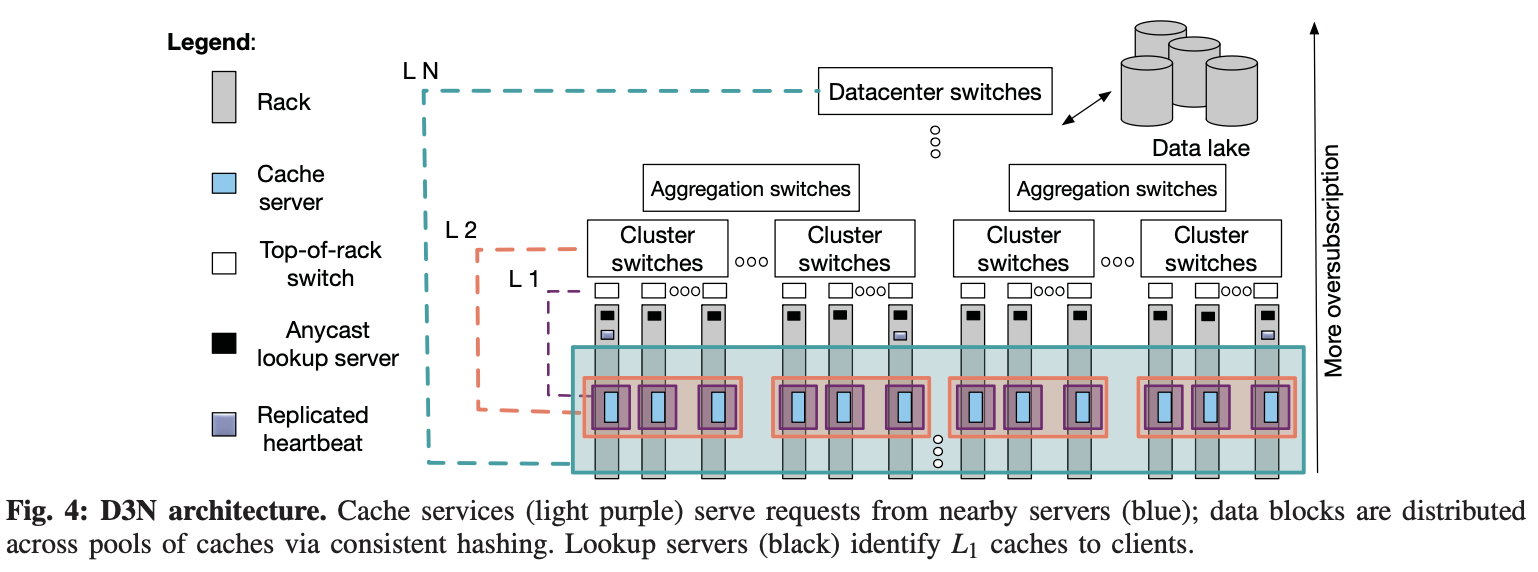 Legend:
Rack
Cache
server
Top-of-rack
switch
Anycast
lookup server
Replicated
heartbeat
L N
L 2
L 1
Datacenter switches
Data lake
Aggregation switches
Aggregation switches
Cluster
switches
Cluster
switches
Cluster
switches
Cluster
switches
More oversubscription
Fig. 4: D3N architecture. Cache services (light purple) serve requests from nearby servers (blue); data blocks are distributed
across pools of caches via consistent hashing. Lookup servers (black) identify L1 caches to clients.